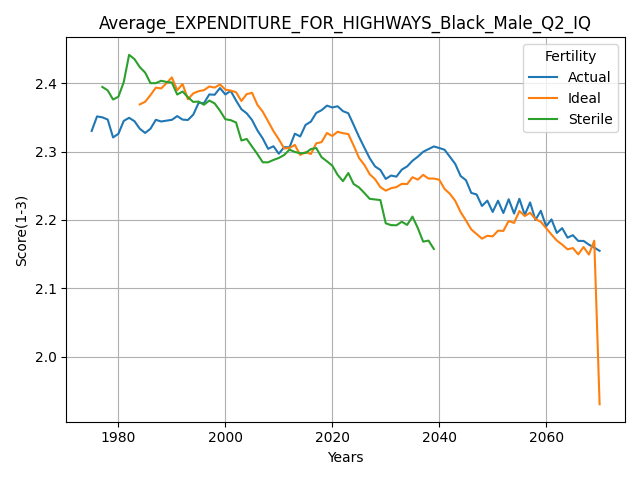 Average_EXPENDITURE_FOR_HIGHWAYS_Black_Male_Q2_IQ
Fertility
Actual
Ideal
Sterile
Score(1-3)
2.4
2.3
2.2
2.1
2.0
1980
2000
2020
2040
2060
Years